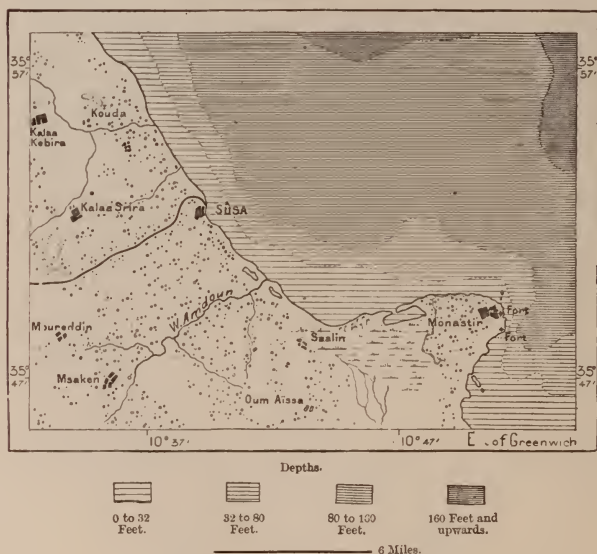 35°
57'
35°
57'
Kouda
Kalaa
Kebira
Kalaa Srira
SUSA
W. Amdoun
Monastir
Fort
Fort
Moureddin
Saalin
35°
47'
35°
47'
Msaken
Oum Aïssa
10° 37'
10° 47'
E. of Greenwich
Depths.
0 to 32
Feet.
32 to 80
Feet.
80 to 160
Feet.
160 Feet and
upwards.
6 Miles.